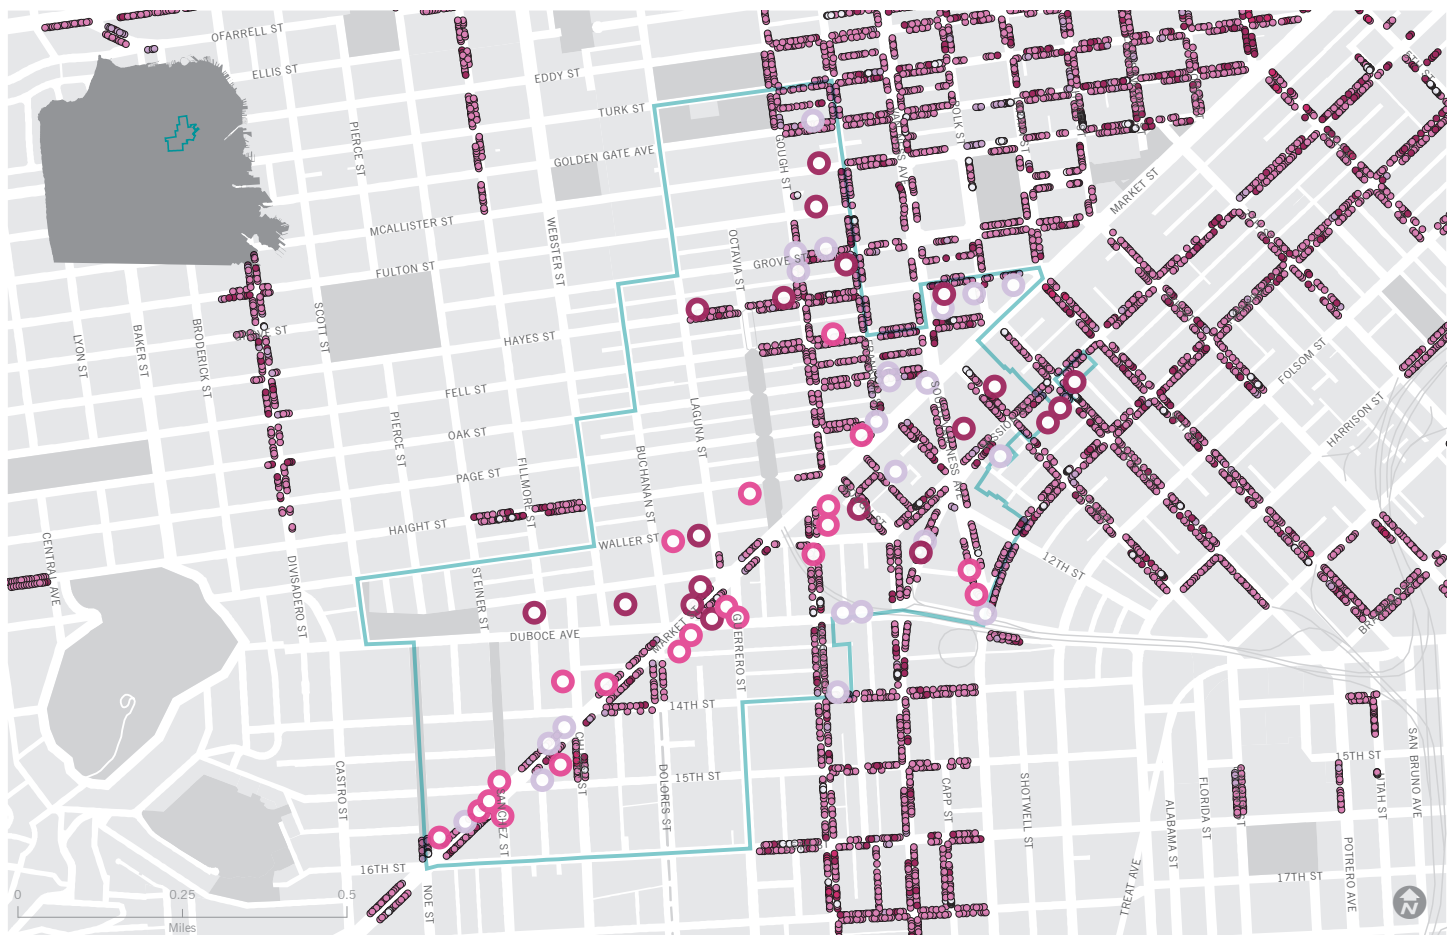 OFARRELL ST
ELLIS ST
EDDY ST
TURK ST
GOLDEN GATE AVE
PIERCE ST
GOUGH ST
POLK ST
5TH ST
MARKET ST
MCALLISTER ST
WEBSTER ST
FULTON ST
OCTAVIA ST
GROVE ST
LYON ST
BAKER ST
BRODERICK ST
SCOTT ST
HAYES ST
FELL ST
OAK ST
PAGE ST
HAIGHT ST
PIERCE ST
FILLMORE ST
LAGUNA ST
BUCHANAN ST
WALLER ST
FOLSOM ST
HARRISON ST
12TH ST
CENTRAL AVE
DIVISADERO ST
STEINER ST
DUBOCE AVE
MARKET
GUERRERO ST
14TH ST
15TH ST
DOLORES ST
SANCHEZ ST
CASTRO ST
16TH ST
NOE ST
CAPP ST
SHOTWELL ST
TREAT AVE
ALABAMA ST
FLORIDA ST
15TH ST
UTAH ST
SAN BRUNO AVE
POTRERO AVE
17TH ST
0
0.25
0.5
Miles
N